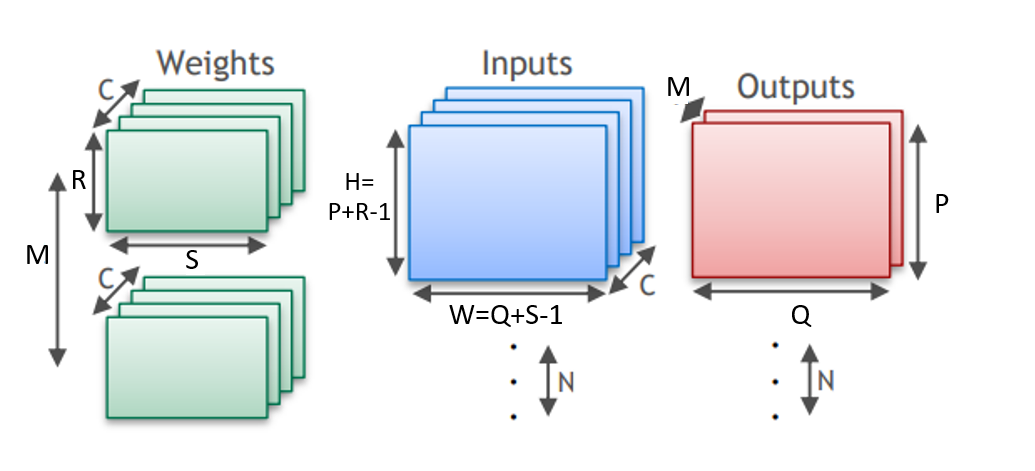 Weights
C
R
S
M
C
Inputs
H=
P+R-1
C
W=Q+S-1
N
M
Outputs
P
Q
N